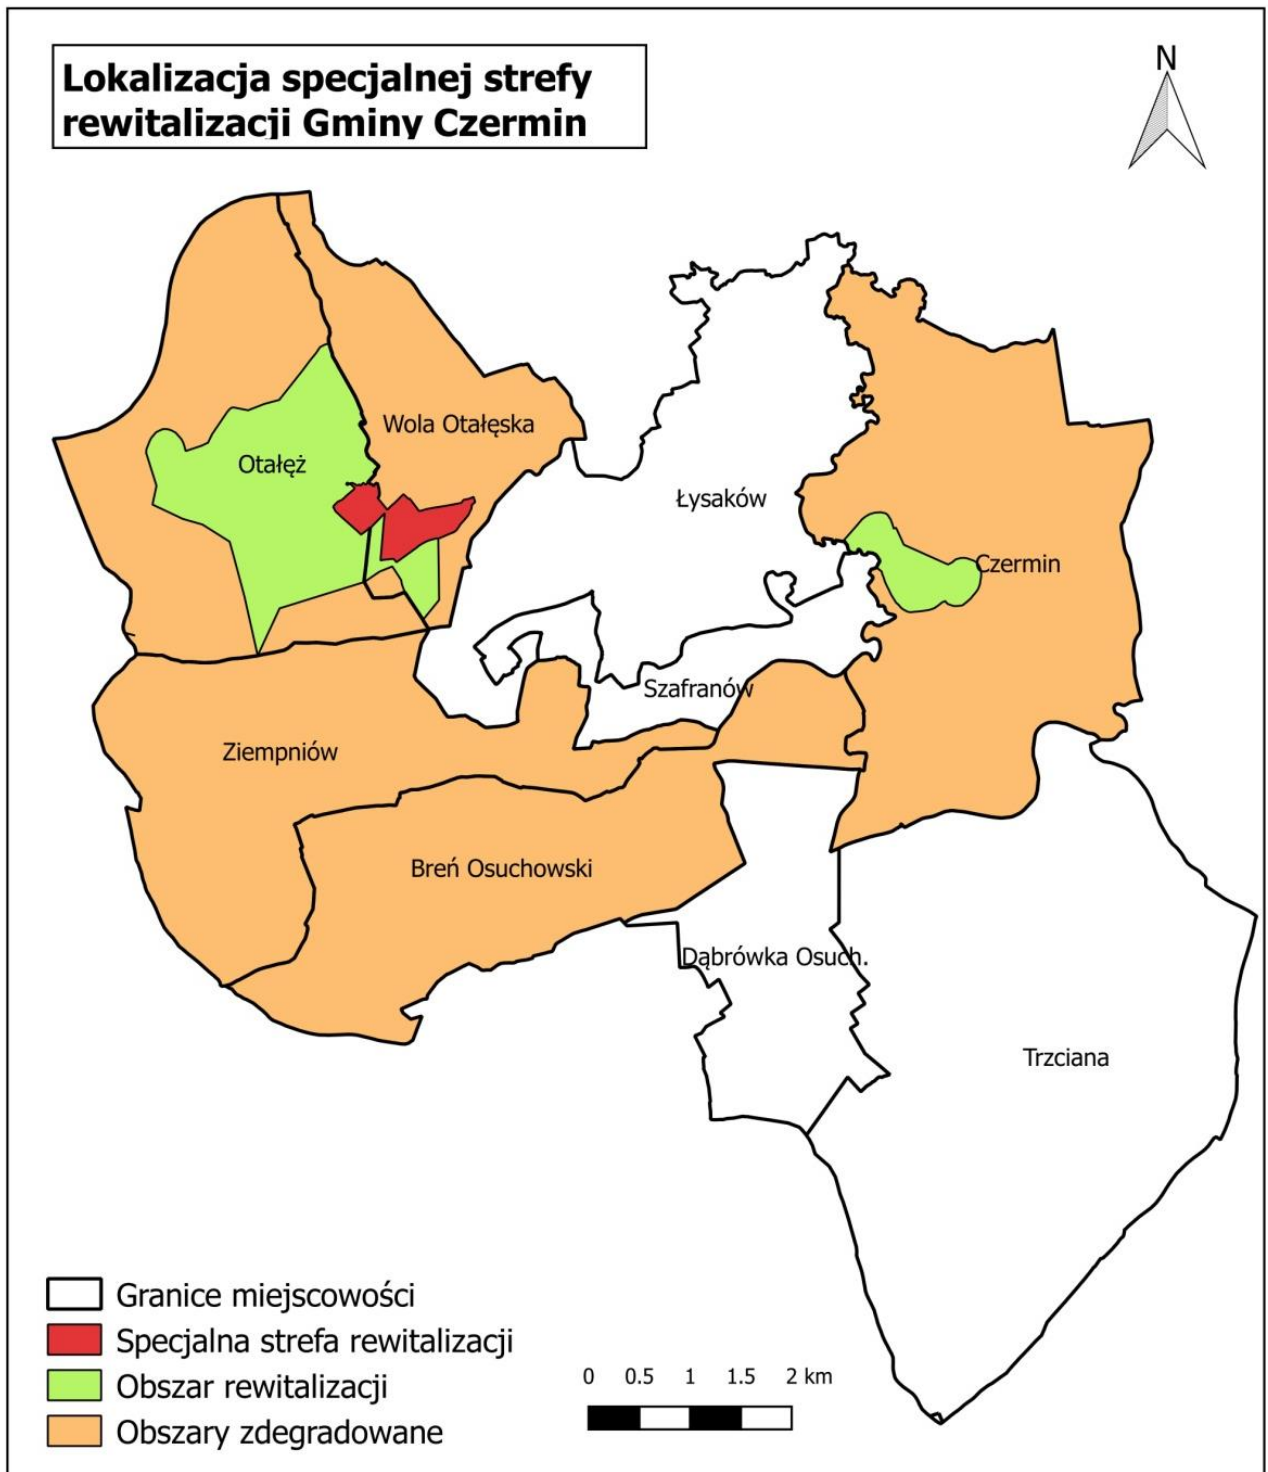 Lokalizacja specjalnej strefy
rewitalizacji Gminy Czermin
N
Wola Otałęska
Otałęż
Łysaków
Czermin
Szafranów
Ziempniów
Breń Osuchowski
Dąbrówka Osuch.
Trzciana
Granice miejscowości
Specjalna strefa rewitalizacji
Obszar rewitalizacji
Obszary zdegradowane
0 0.5 1 1.5 2 km